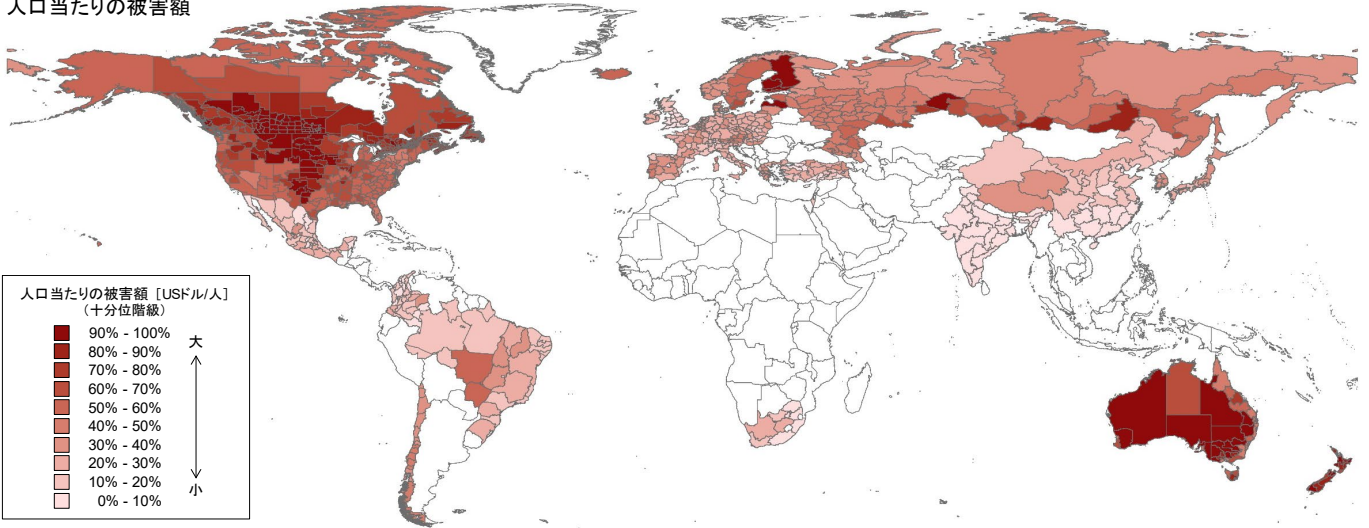 人口当たりの被害額
人口当たりの被害額 [USドル/人]
(十分位階級)
90% - 100%
大
80% - 90%
70% - 80%
60% - 70%
50% - 60%
40% - 50%
30% - 40%
20% - 30%
10% - 20%
小
0% - 10%